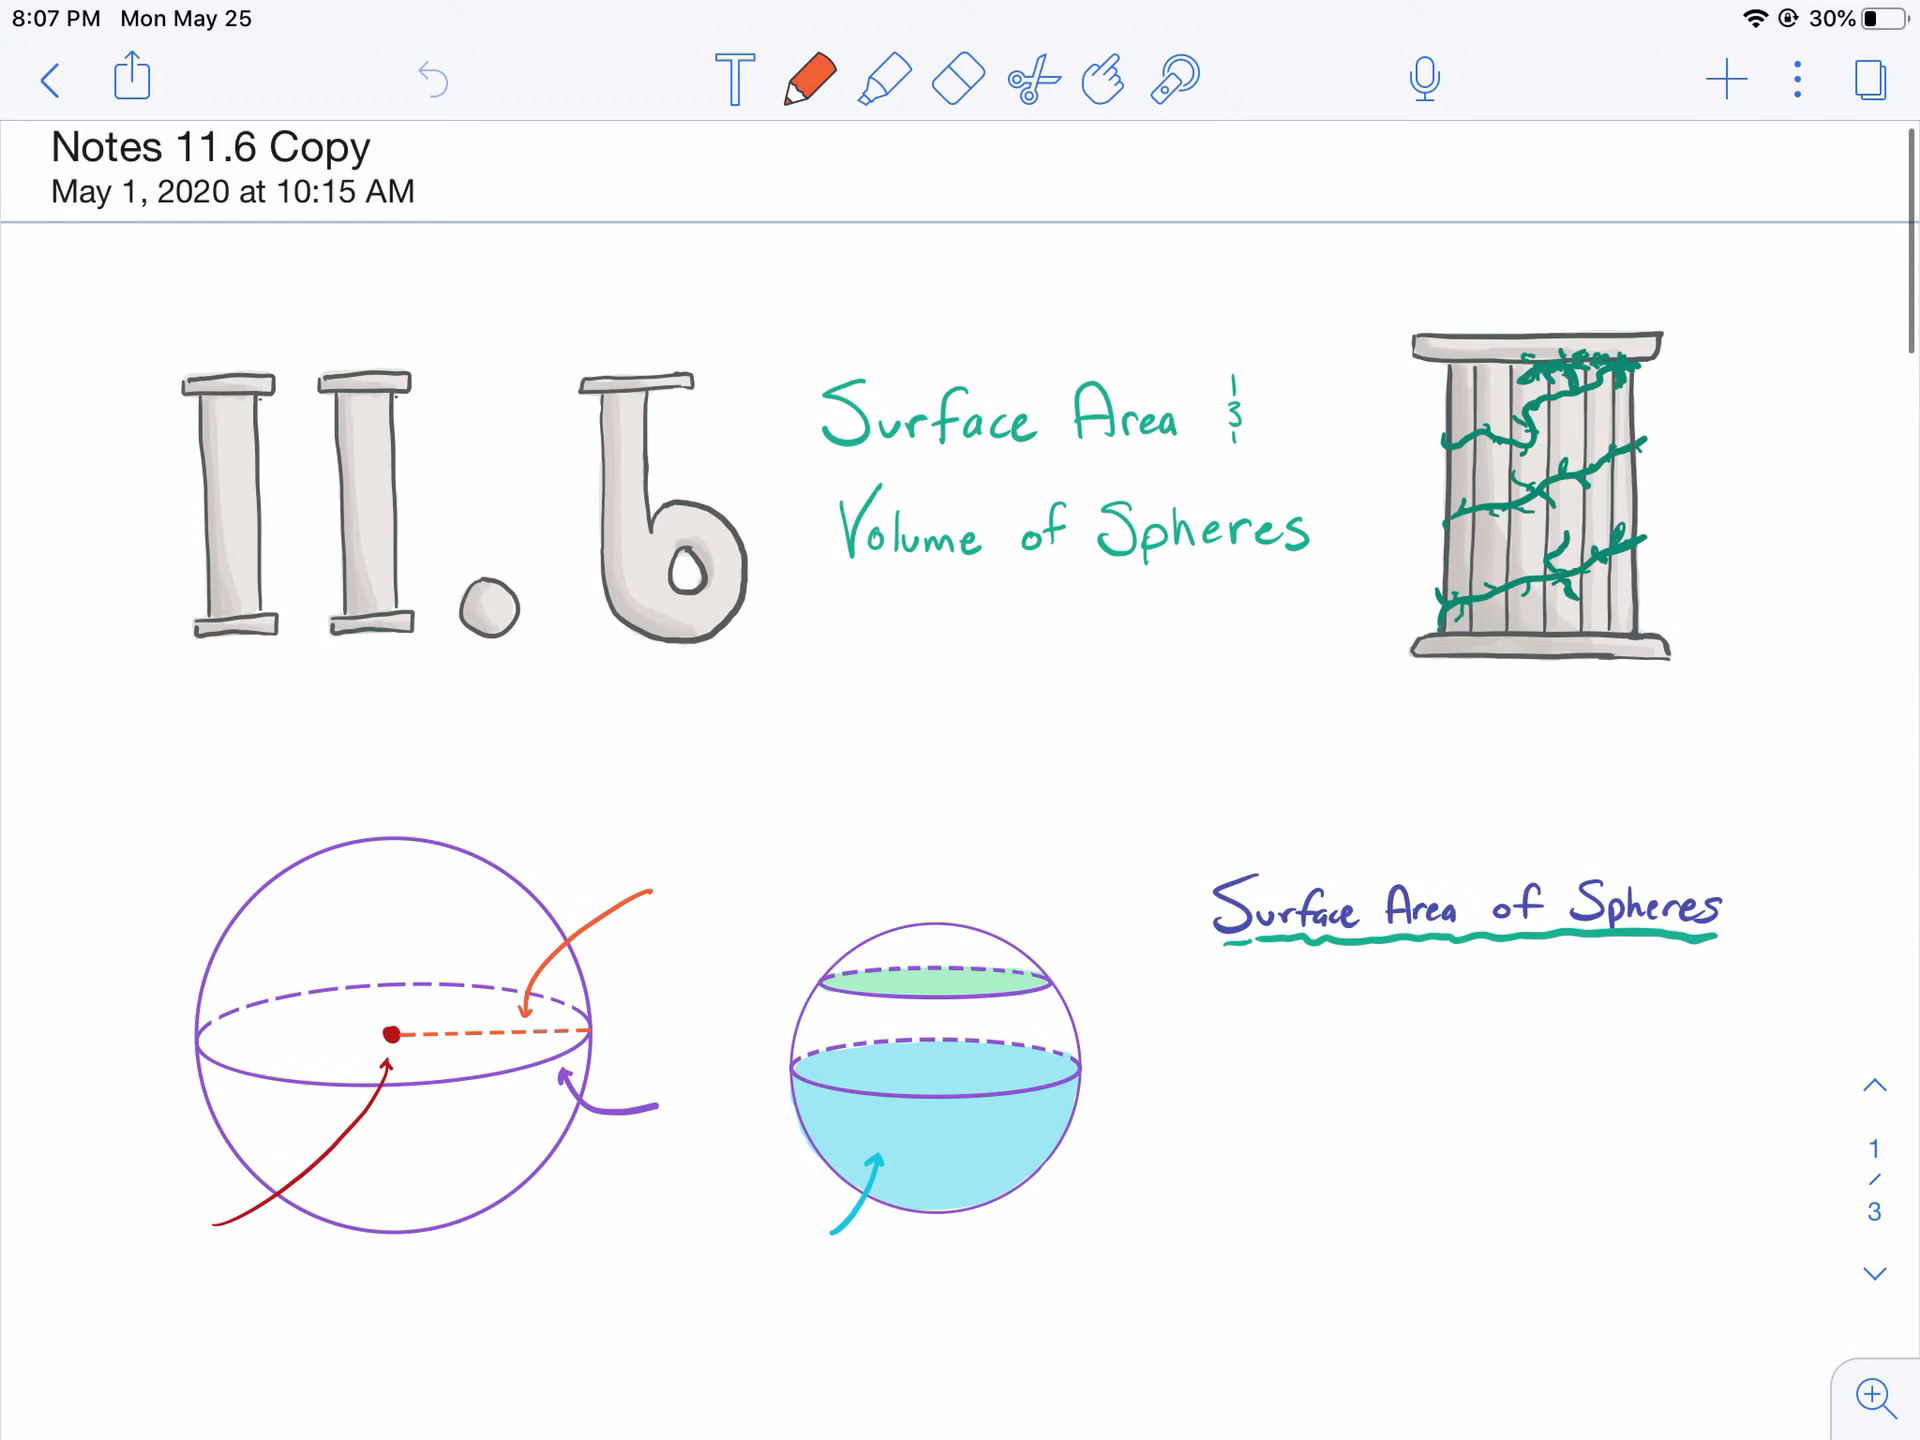 8:07 PM Mon May 25
30%
Notes 11.6 Copy
May 1, 2020 at 10:15 AM
11.6
Surface Area &
Volume of Spheres
Surface Area of Spheres
1
/
3